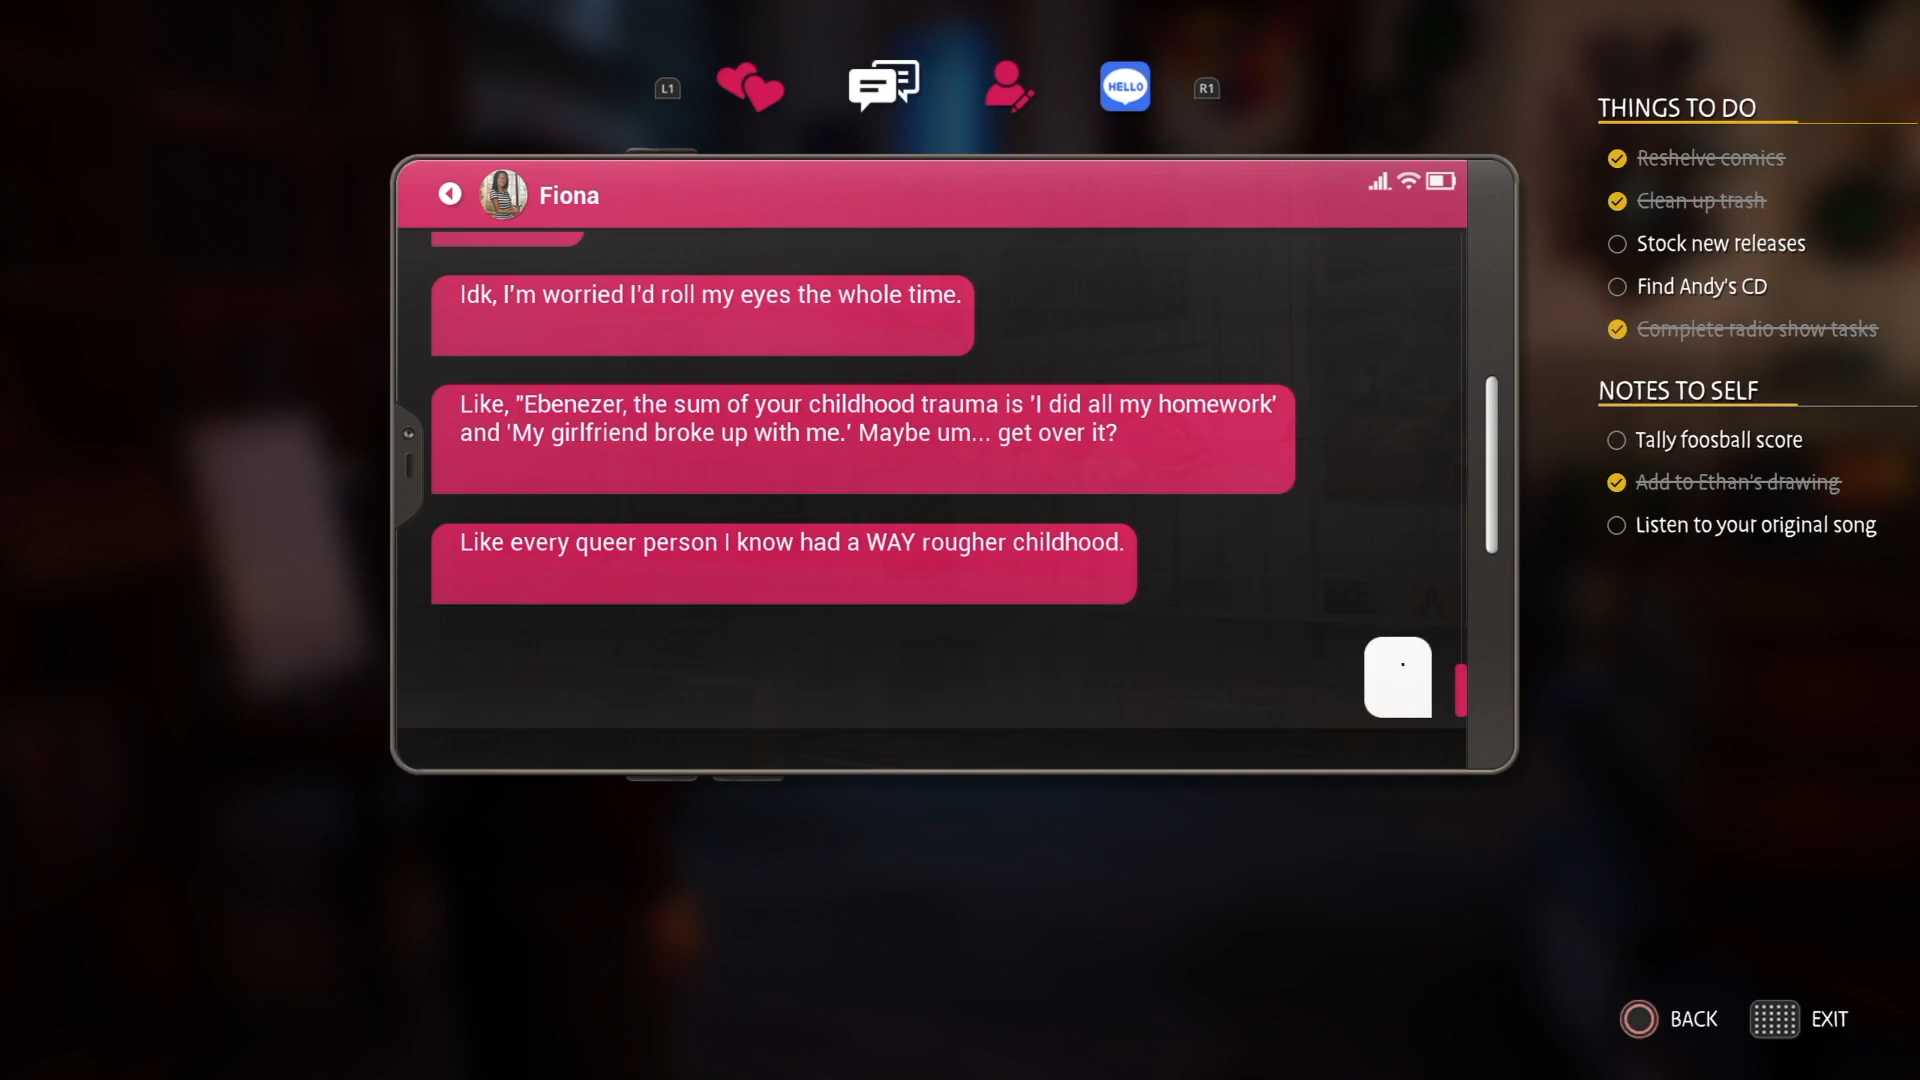 L1
HELLO
R1
THINGS TO DO
Reshelve comics
Clean up trash
Stock new releases
Find Andy's CD
Complete radio show tasks
NOTES TO SELF
Tally foosball score
Add to Ethan's drawing
Listen to your original song
Fiona
Idk, I'm worried I'd roll my eyes the whole time.
Like, "Ebenezer, the sum of your childhood trauma is 'I did all my homework'
and 'My girlfriend broke up with me.' Maybe um... get over it?
Like every queer person I know had a WAY rougher childhood.
.
BACK
EXIT